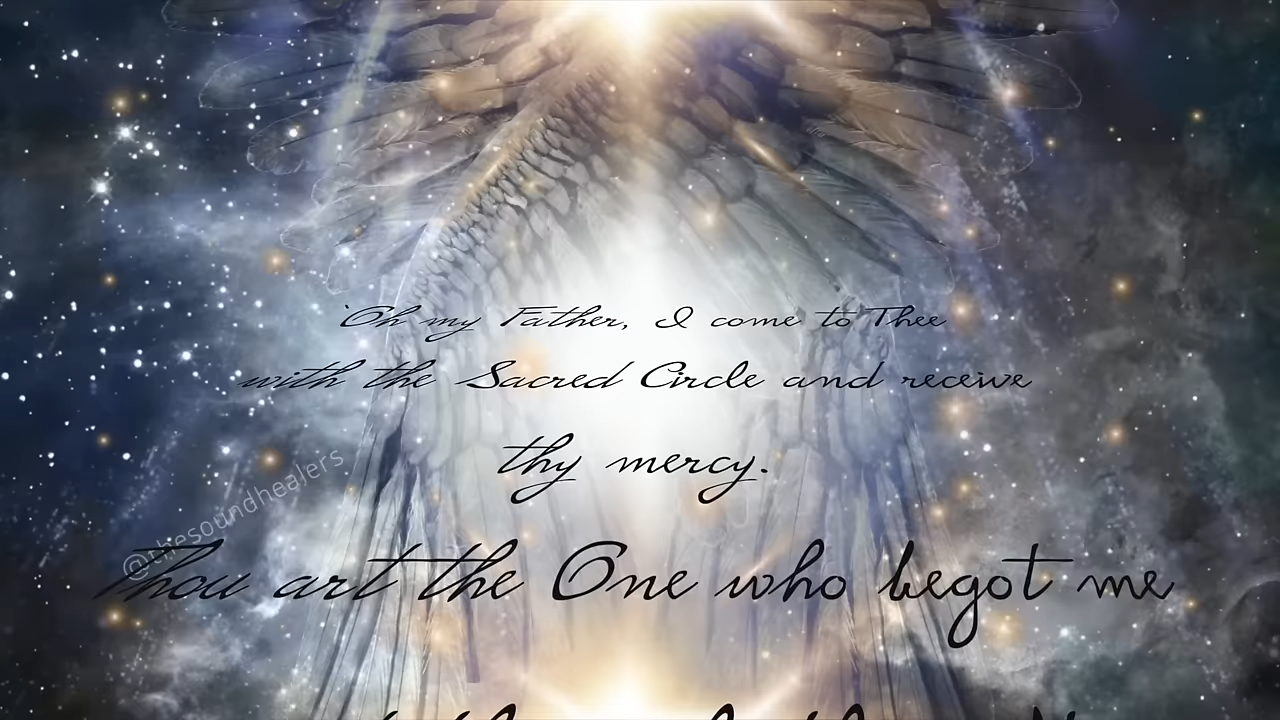 'Oh my Father, I come to Thee
with the Sacred Circle and receive
thy mercy.
@thesoundhealers
Thou art the One who begot me